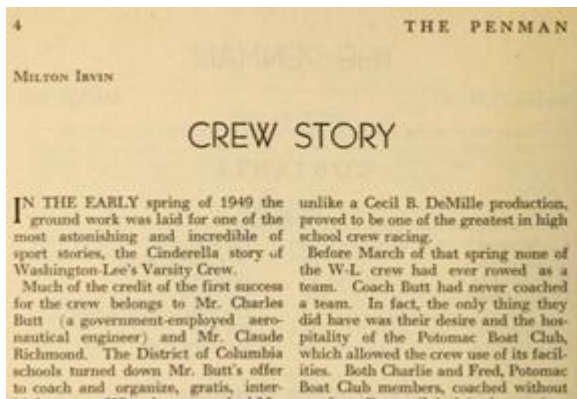 4
THE PENMAN
Milton Irvin
CREW STORY
IN THE EARLY spring of 1949 the
ground work was laid for one of the
most astonishing and incredible of
sport stories, the Cinderella story of
Washington-Lee's Varsity Crew.
Much of the credit of the first success
for the crew belongs to Mr. Charles
Butt (a government-employed aero-
nautical engineer) and Mr. Claude
Richmond. The District of Columbia
schools turned down Mr. Butt's offer
to coach and organize, gratis, inter-
unlike a Cecil B. DeMille production,
proved to be one of the greatest in high
school crew racing.
Before March of that spring none of
the W-L crew had ever rowed as a
team. Coach Butt had never coached
a team. In fact, the only thing they
did have was their desire and the hos-
pitality of the Potomac Boat Club,
which allowed the crew use of its facil-
ities. Both Charlie and Fred, Potomac
Boat Club members, coached without